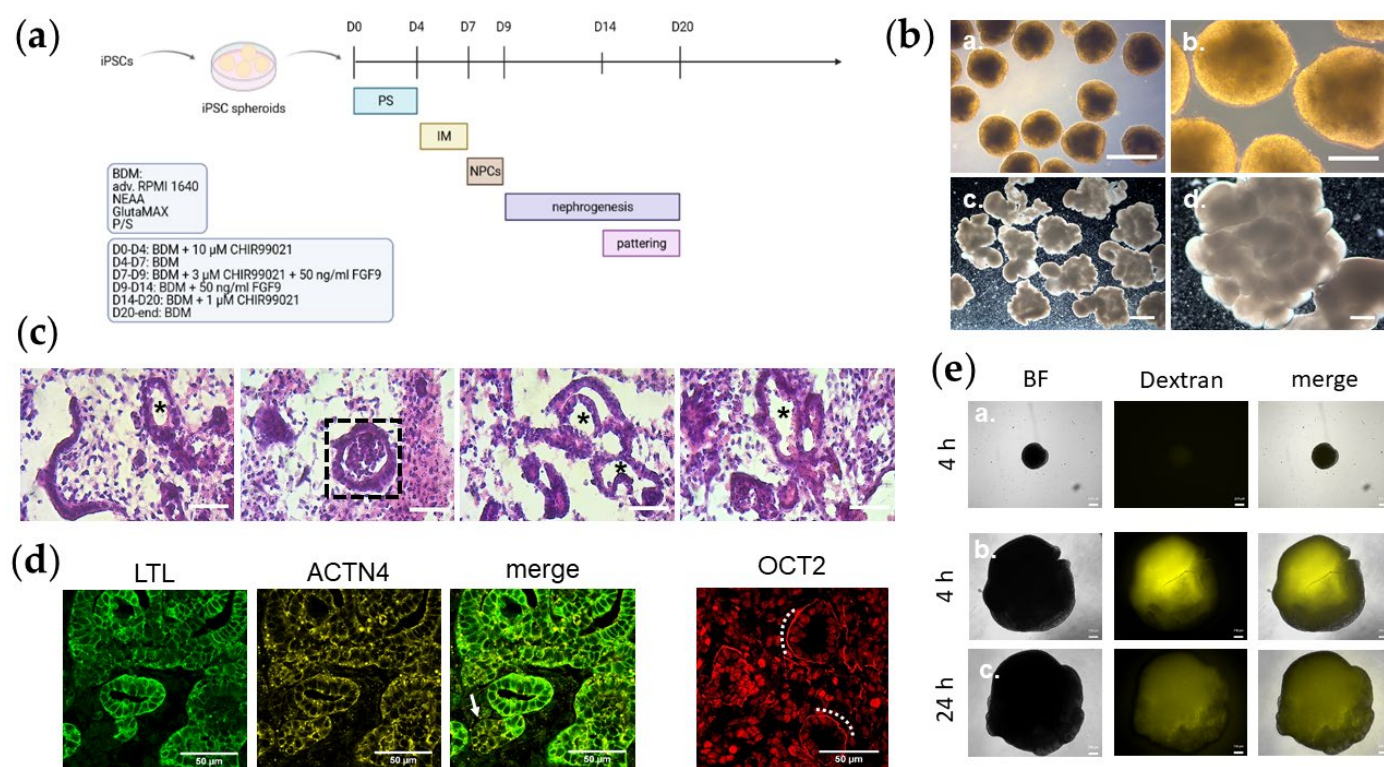 (a)
D0 D4 D7 D9 D14 D20
iPSCs
iPSC spheroids
PS
IM
NPCs
nephrogenesis
pattering
BDM:
adv. RPMI 1640
NEAA
GlutaMAX
P/S
D0-D4: BDM + 10 µM CHIR99021
D4-D7: BDM
D7-D9: BDM + 3 µM CHIR99021 + 50 ng/ml FGF9
D9-D14: BDM + 50 ng/ml FGF9
D14-D20: BDM + 1 µM CHIR99021
D20-end: BDM
(b)
a. b.
c. d.
(c)
* * * * 
(d)
LTL ACTN4 merge OCT2
50 µm 50 µm 50 µm 50 µm
(e)
BF Dextran merge
4 h
a.
4 h
b.
24 h
c.